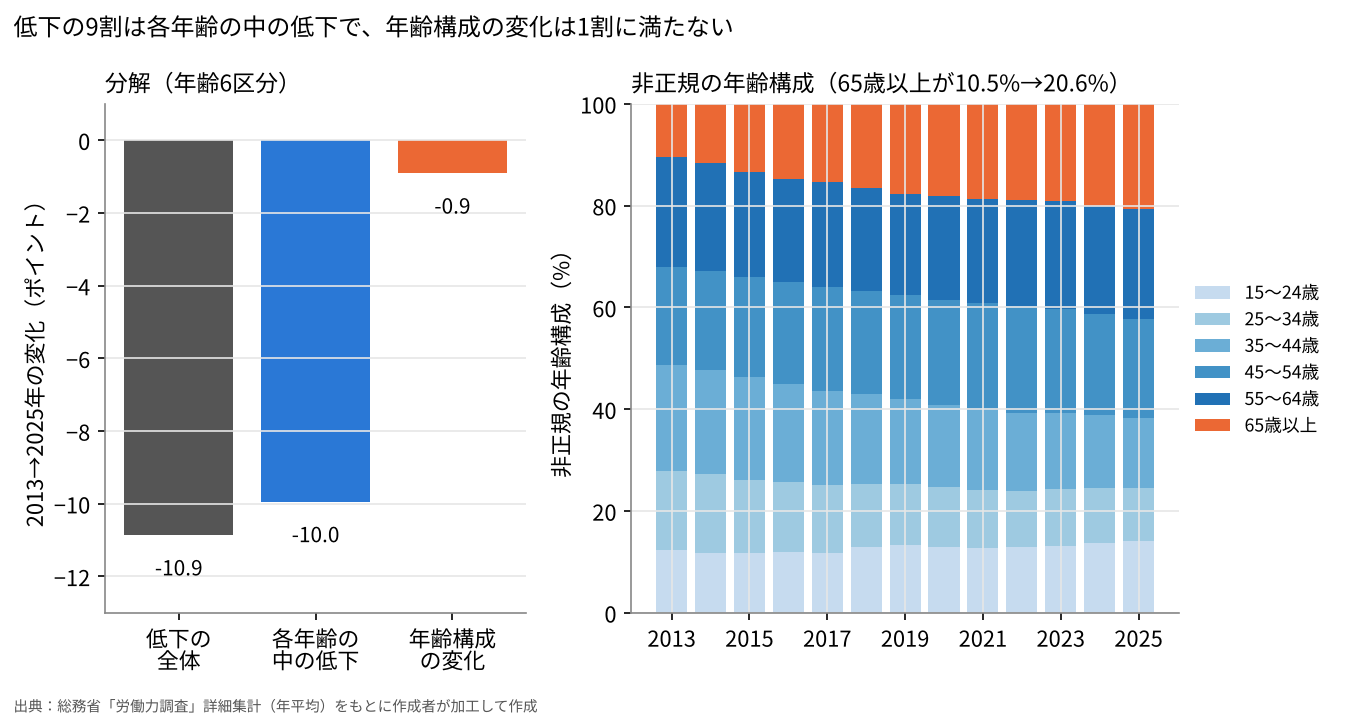 低下の9割は各年齢の中の低下で、年齢構成の変化は1割に満たない
分解（年齢6区分）
2013→2025年の変化（ポイント）
0
−2
−4
−6
−8
−10
−12
-10.9
-10.0
-0.9
低下の
全体
各年齢の
中の低下
年齢構成
の変化
非正規の年齢構成（65歳以上が10.5%→20.6%）
非正規の年齢構成（%）
100
80
60
40
20
0
2013
2015
2017
2019
2021
2023
2025
15〜24歳
25〜34歳
35〜44歳
45〜54歳
55〜64歳
65歳以上
出典：総務省「労働力調査」詳細集計（年平均）をもとに作成者が加工して作成